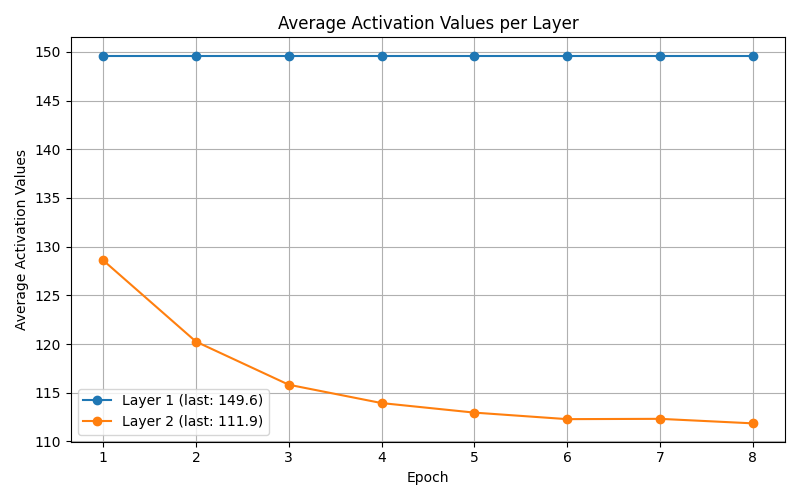 Average Activation Values per Layer
Average Activation Values
150
145
140
135
130
125
120
115
110
Layer 1 (last: 149.6)
Layer 2 (last: 111.9)
1 2 3 4 5 6 7 8
Epoch